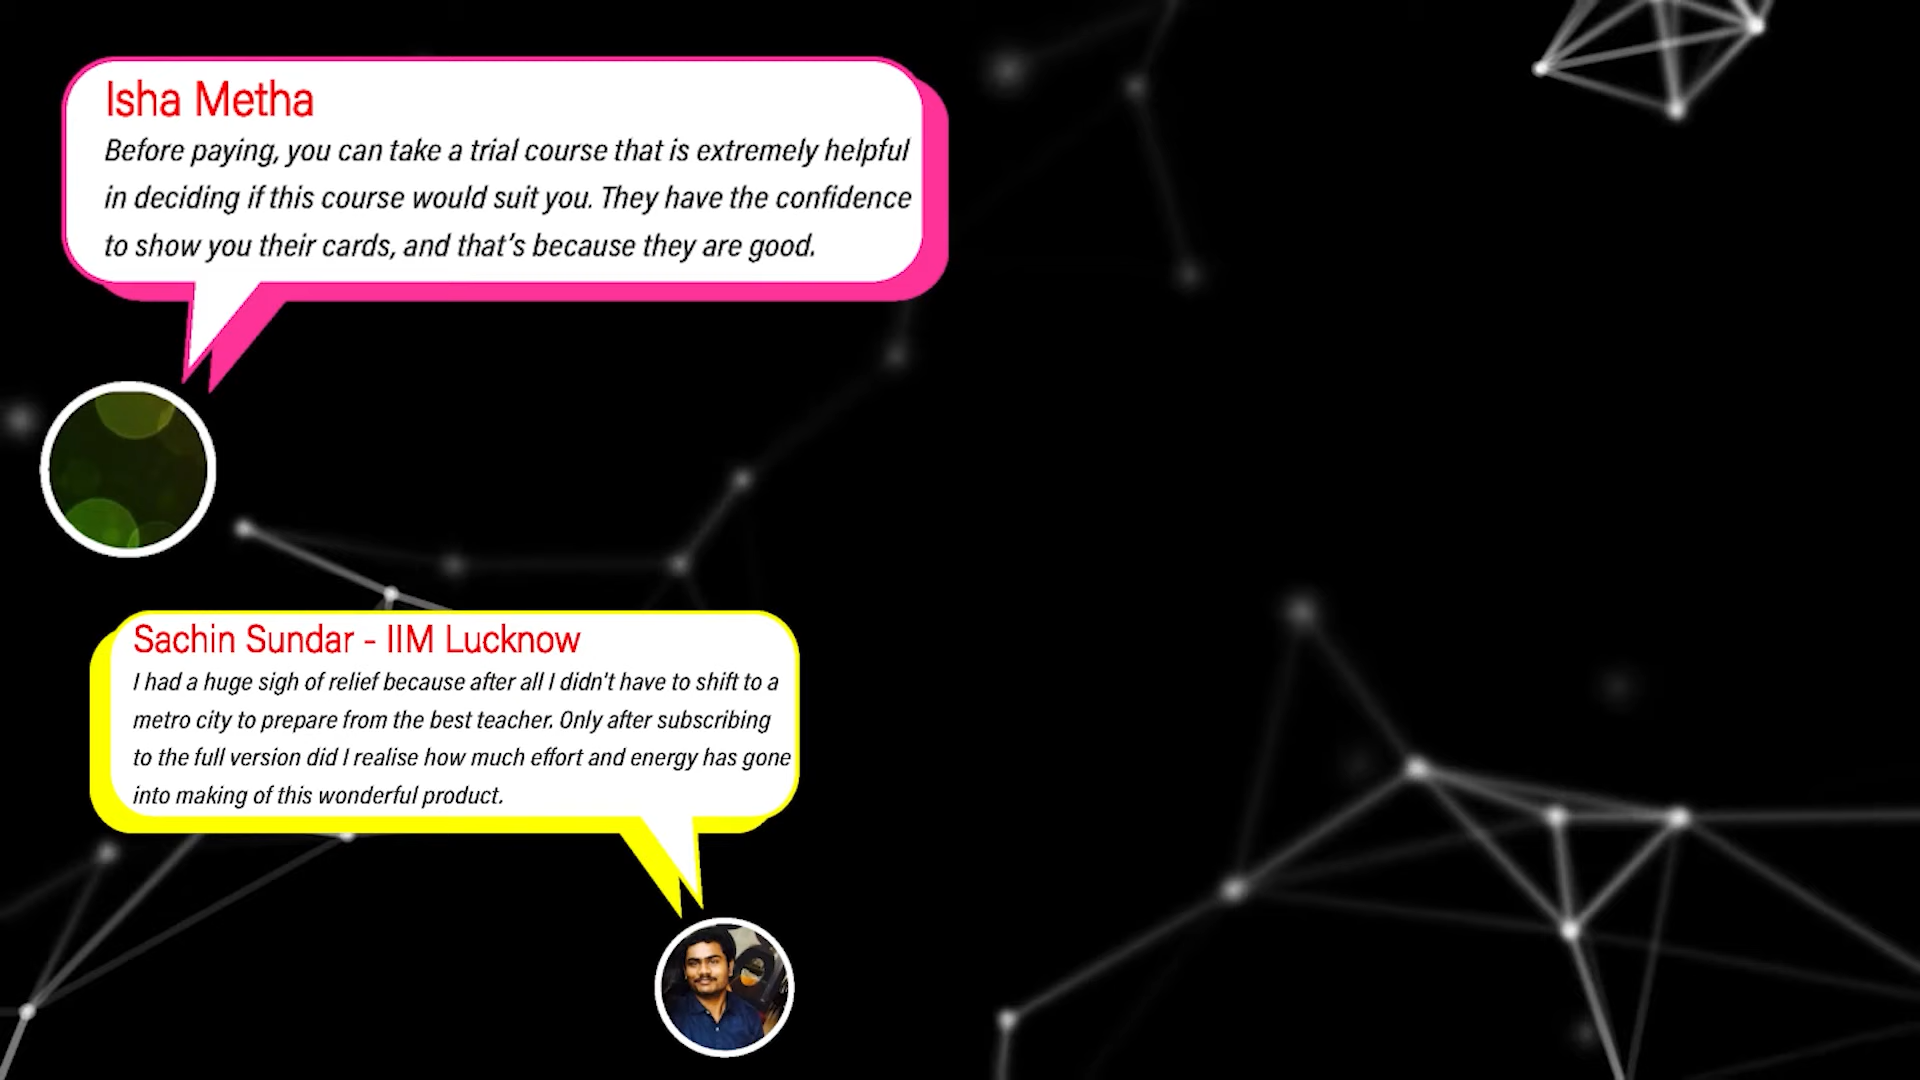 Isha Metha
Before paying, you can take a trial course that is extremely helpful
in deciding if this course would suit you. They have the confidence
to show you their cards, and that's because they are good.
Sachin Sundar - IIM Lucknow
I had a huge sigh of relief because after all I didn't have to shift to a
metro city to prepare from the best teacher. Only after subscribing
to the full version did I realise how much effort and energy has gone
into making of this wonderful product.